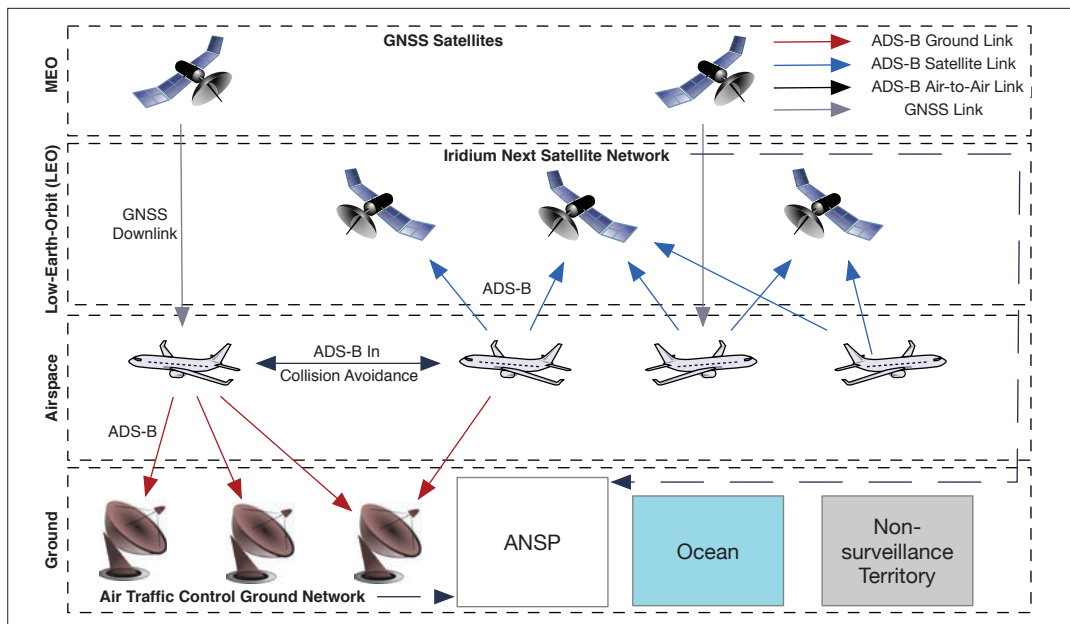 MEO
GNSS Satellites
ADS-B Ground Link
ADS-B Satellite Link
ADS-B Air-to-Air Link
GNSS Link
Low-Earth-Orbit (LEO)
Iridium Next Satellite Network
GNSS
Downlink
ADS-B
Airspace
ADS-B In
Collision Avoidance
ADS-B
Ground
ANSP
Ocean
Non-
surveillance
Territory
Air Traffic Control Ground Network